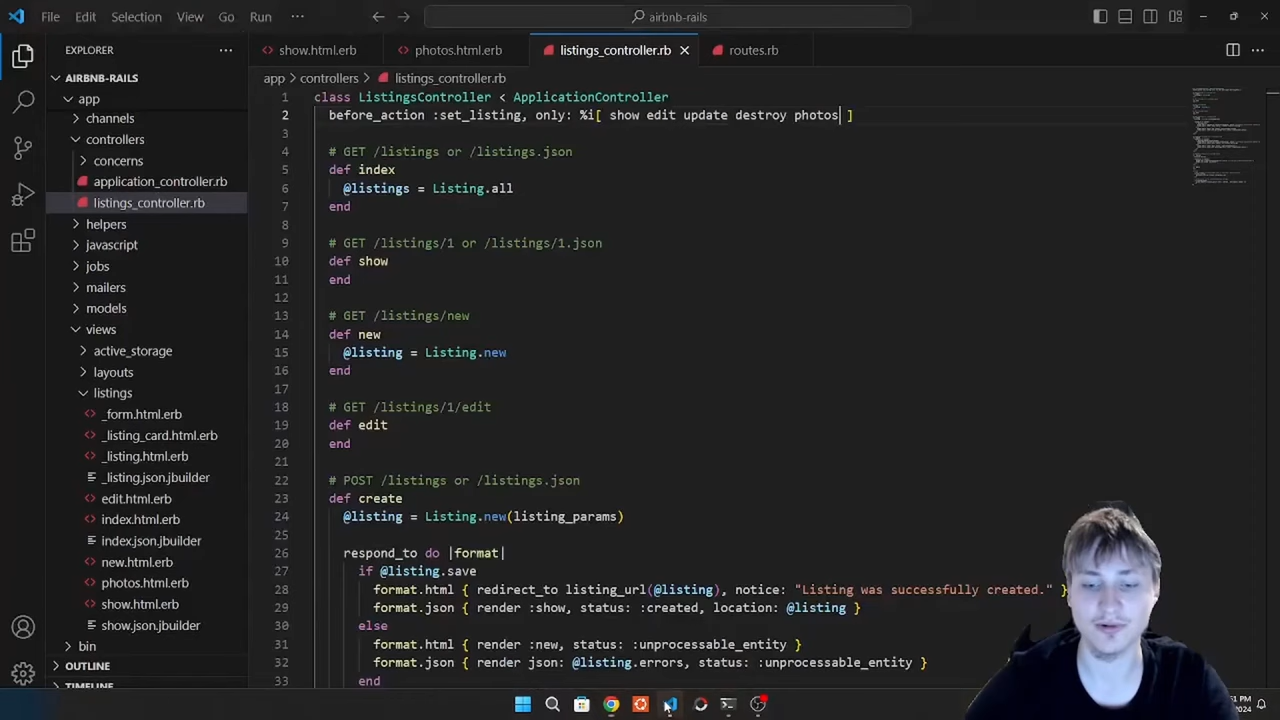 File Edit Selection View Go Run ··· airbnb-rails
EXPLORER ···
show.html.erb photos.html.erb listings_controller.rb routes.rb
AIRBNB-RAILS
app > controllers > listings_controller.rb
app
channels
controllers
concerns
application_controller.rb
listings_controller.rb
helpers
javascript
jobs
mailers
models
views
active_storage
layouts
listings
_form.html.erb
_listing_card.html.erb
_listing.html.erb
_listing.json.jbuilder
edit.html.erb
index.html.erb
index.json.jbuilder
new.html.erb
photos.html.erb
show.html.erb
show.json.jbuilder
bin
OUTLINE
TIMELINE
1 class ListingsController < ApplicationController
2 before_action :set_listing, only: %i[ show edit update destroy photos ]
3
4 # GET /listings or /listings.json
5 def index
6 @listings = Listing.all
7 end
8
9 # GET /listings/1 or /listings/1.json
10 def show
11 end
12
13 # GET /listings/new
14 def new
15 @listing = Listing.new
16 end
17
18 # GET /listings/1/edit
19 def edit
20 end
21
22 # POST /listings or /listings.json
23 def create
24 @listing = Listing.new(listing_params)
25
26 respond_to do |format|
27 if @listing.save
28 format.html { redirect_to listing_url(@listing), notice: "Listing was successfully created." }
29 format.json { render :show, status: :created, location: @listing }
30 else
31 format.html { render :new, status: :unprocessable_entity }
32 format.json { render json: @listing.errors, status: :unprocessable_entity }
33 end